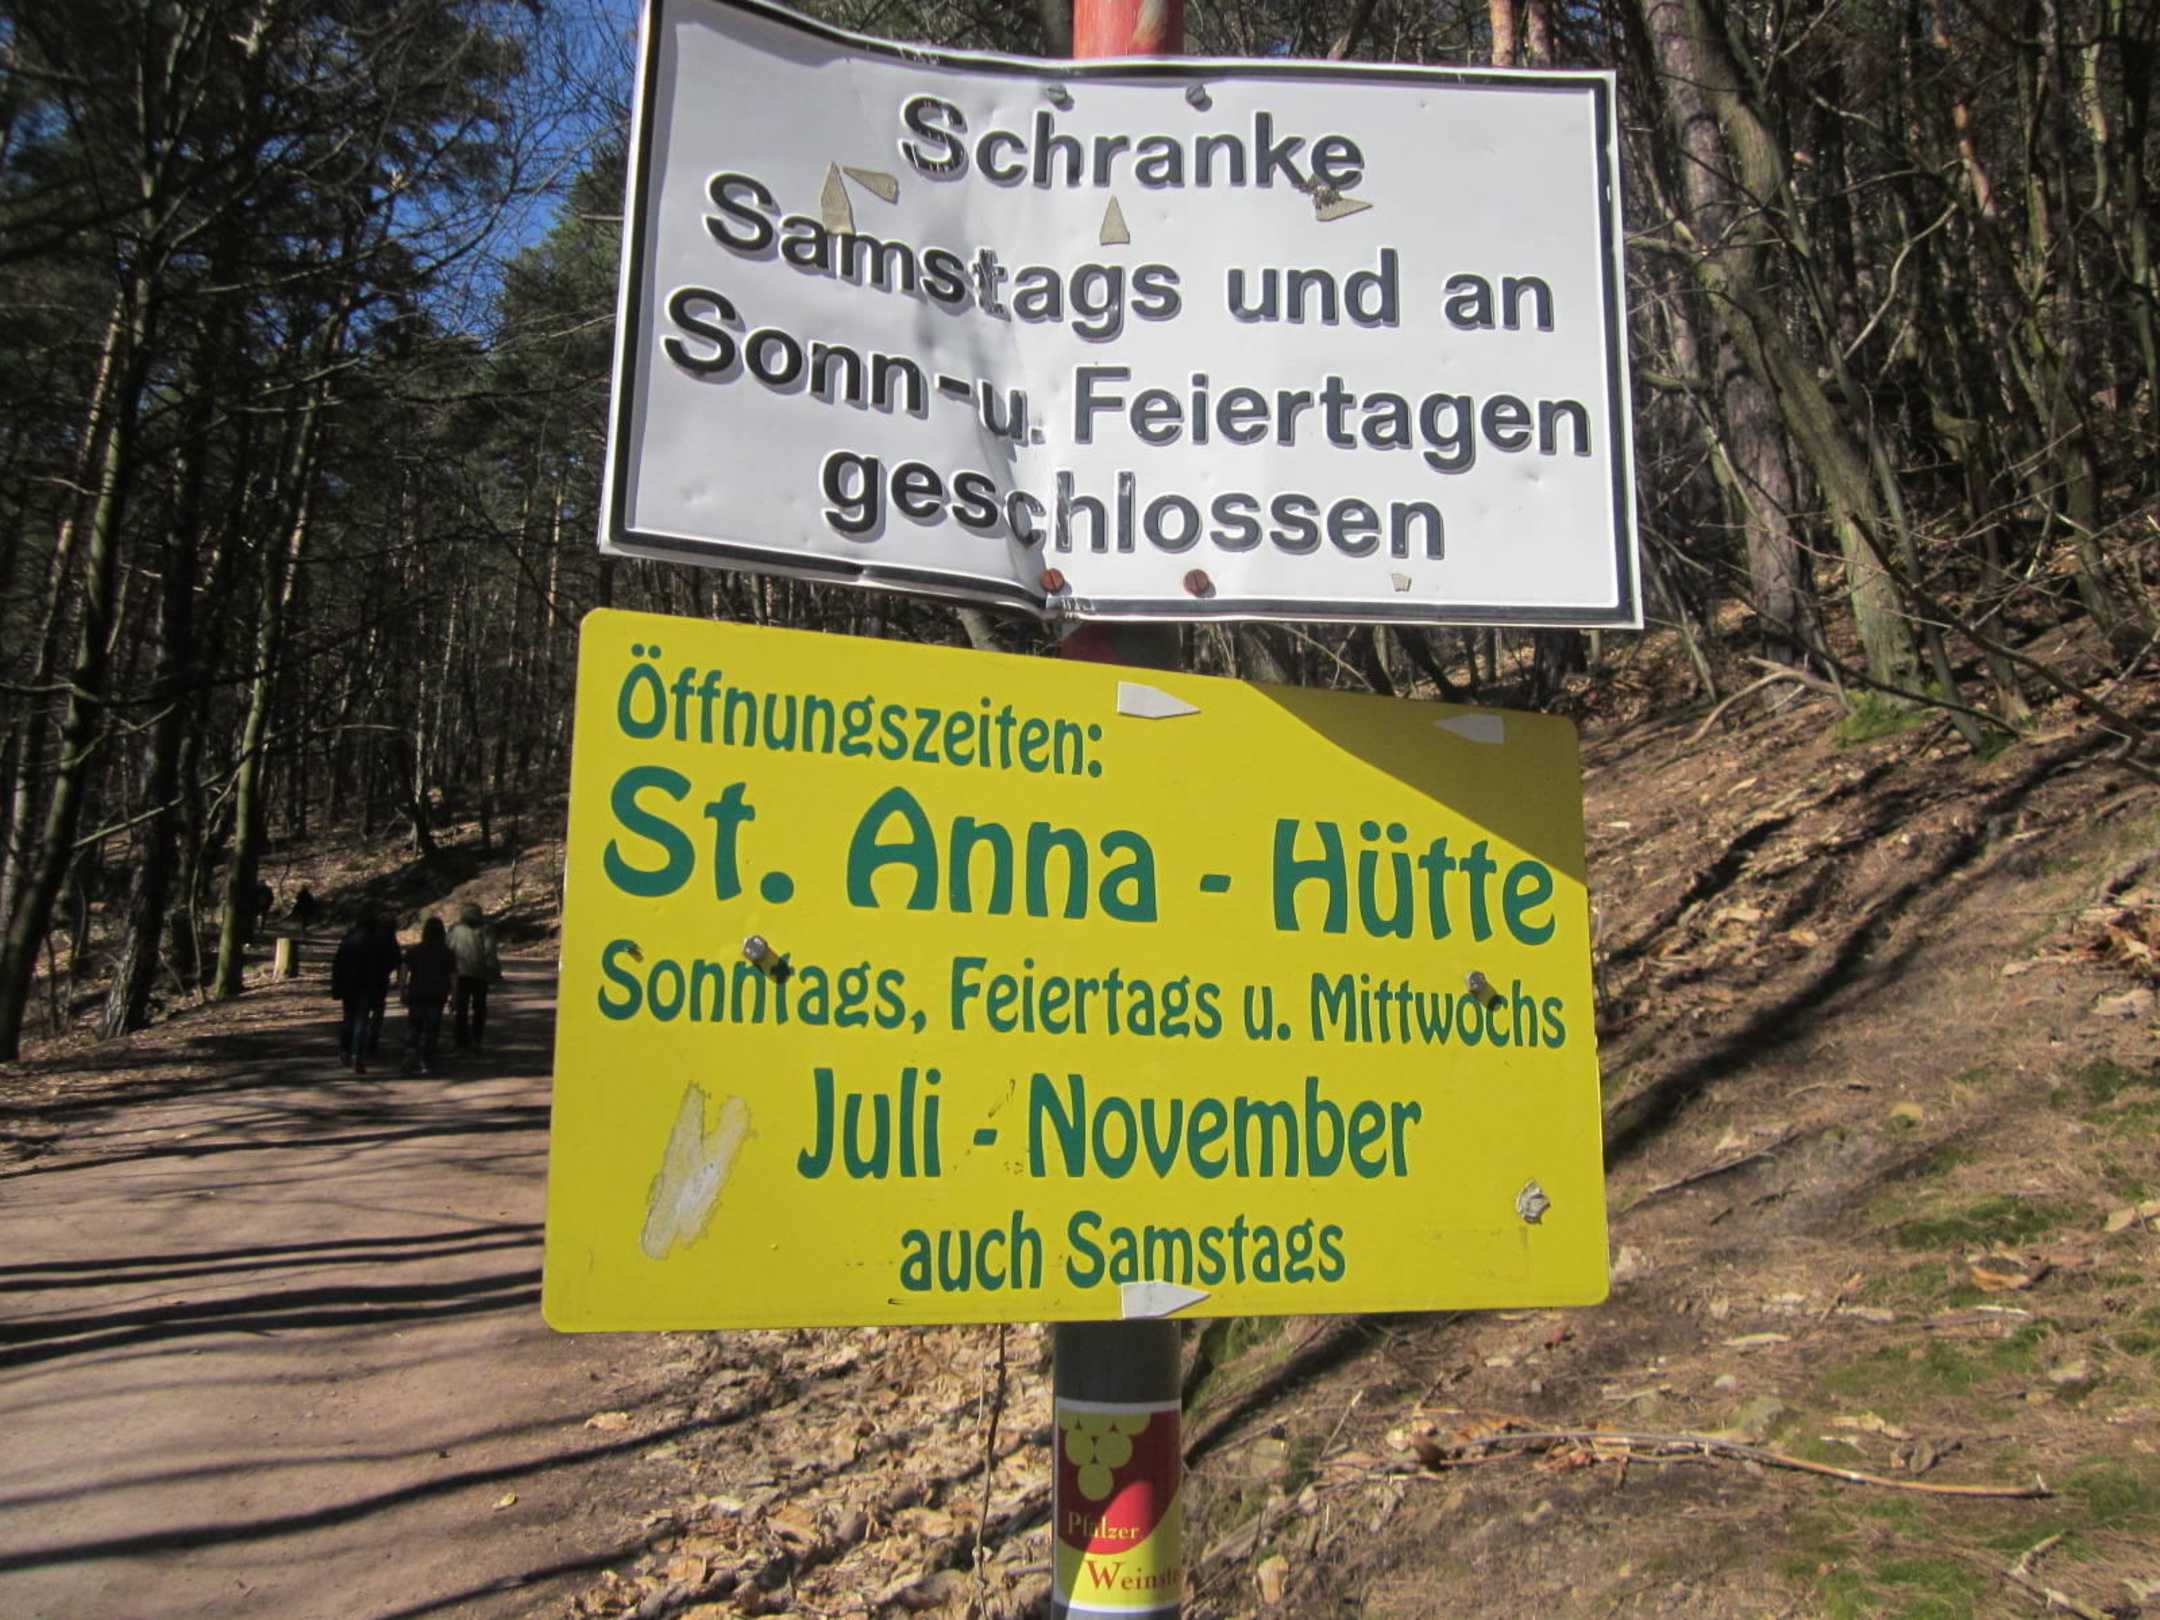 Schranke
Samstags und an
Sonn-u. Feiertagen
geschlossen
Öffnungszeiten:
St. Anna - Hütte
Sonntags, Feiertags u. Mittwochs
Juli - November
auch Samstags
Pfälzer